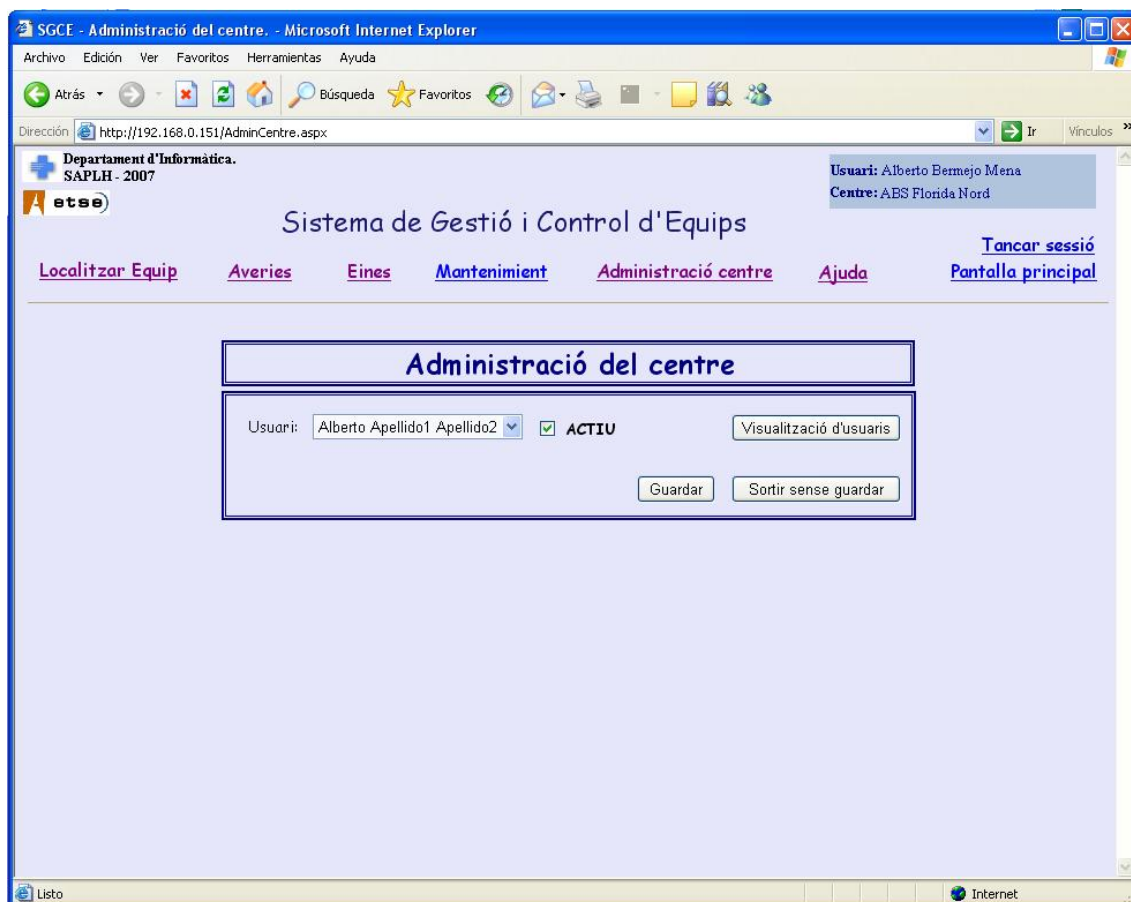 SGCE - Administració del centre. - Microsoft Internet Explorer
Archivo Edición Ver Favoritos Herramientas Ayuda
Atrás Búsqueda Favoritos
Dirección http://192.168.0.151/AdminCentre.aspx Ir Vínculos »
Departament d'Informàtica.
SAPLH - 2007
etse)
Usuari: Alberto Bermejo Mena
Centre: ABS Florida Nord
Sistema de Gestió i Control d'Equips
Tancar sessió
Localitzar Equip Averies Eines Mantenimient Administració centre Ajuda Pantalla principal
Administració del centre
Usuari: Alberto Apellido1 Apellido2 ACTIU Visualització d'usuaris
Guardar Sortir sense guardar
Listo Internet